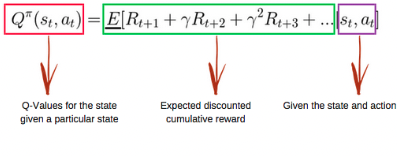 Q^π(s_t, a_t) = E[R_{t+1} + γR_{t+2} + γ²R_{t+3} + ...|s_t, a_t]
Q-Values for the state
given a particular state
Expected discounted
cumulative reward
Given the state and action